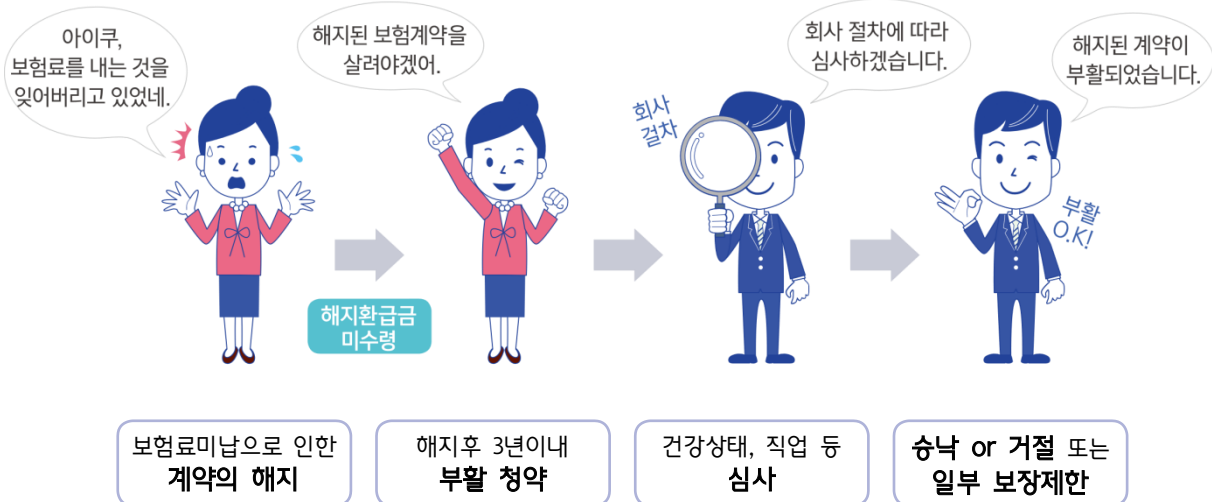 아이쿠,
보험료를 내는 것을
잊어버리고 있었네.
해지된 보험계약을
살려야겠어.
회사 절차에 따라
심사하겠습니다.
해지된 계약이
부활되었습니다.
회사
걸차
부활
O.K!
해지환급금
미수령
보험료미납으로 인한
계약의 해지
해지후 3년이내
부활 청약
건강상태, 직업 등
심사
승낙 or 거절 또는
일부 보장제한